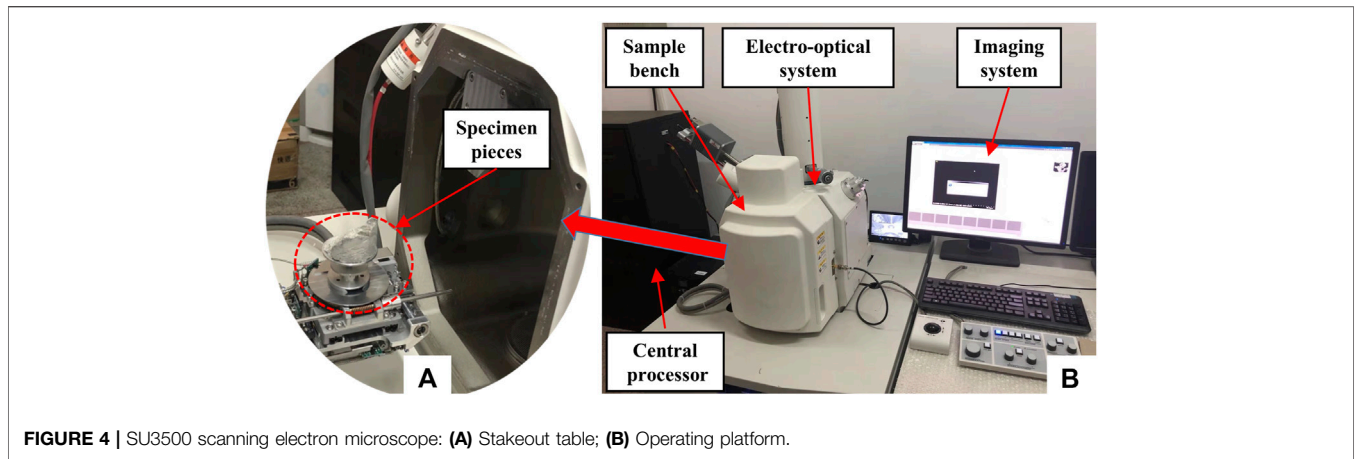 Specimen
pieces
A
Sample
bench
Electro-optical
system
Imaging
system
Central
processor
B
FIGURE 4 | SU3500 scanning electron microscope: (A) Stakeout table; (B) Operating platform.